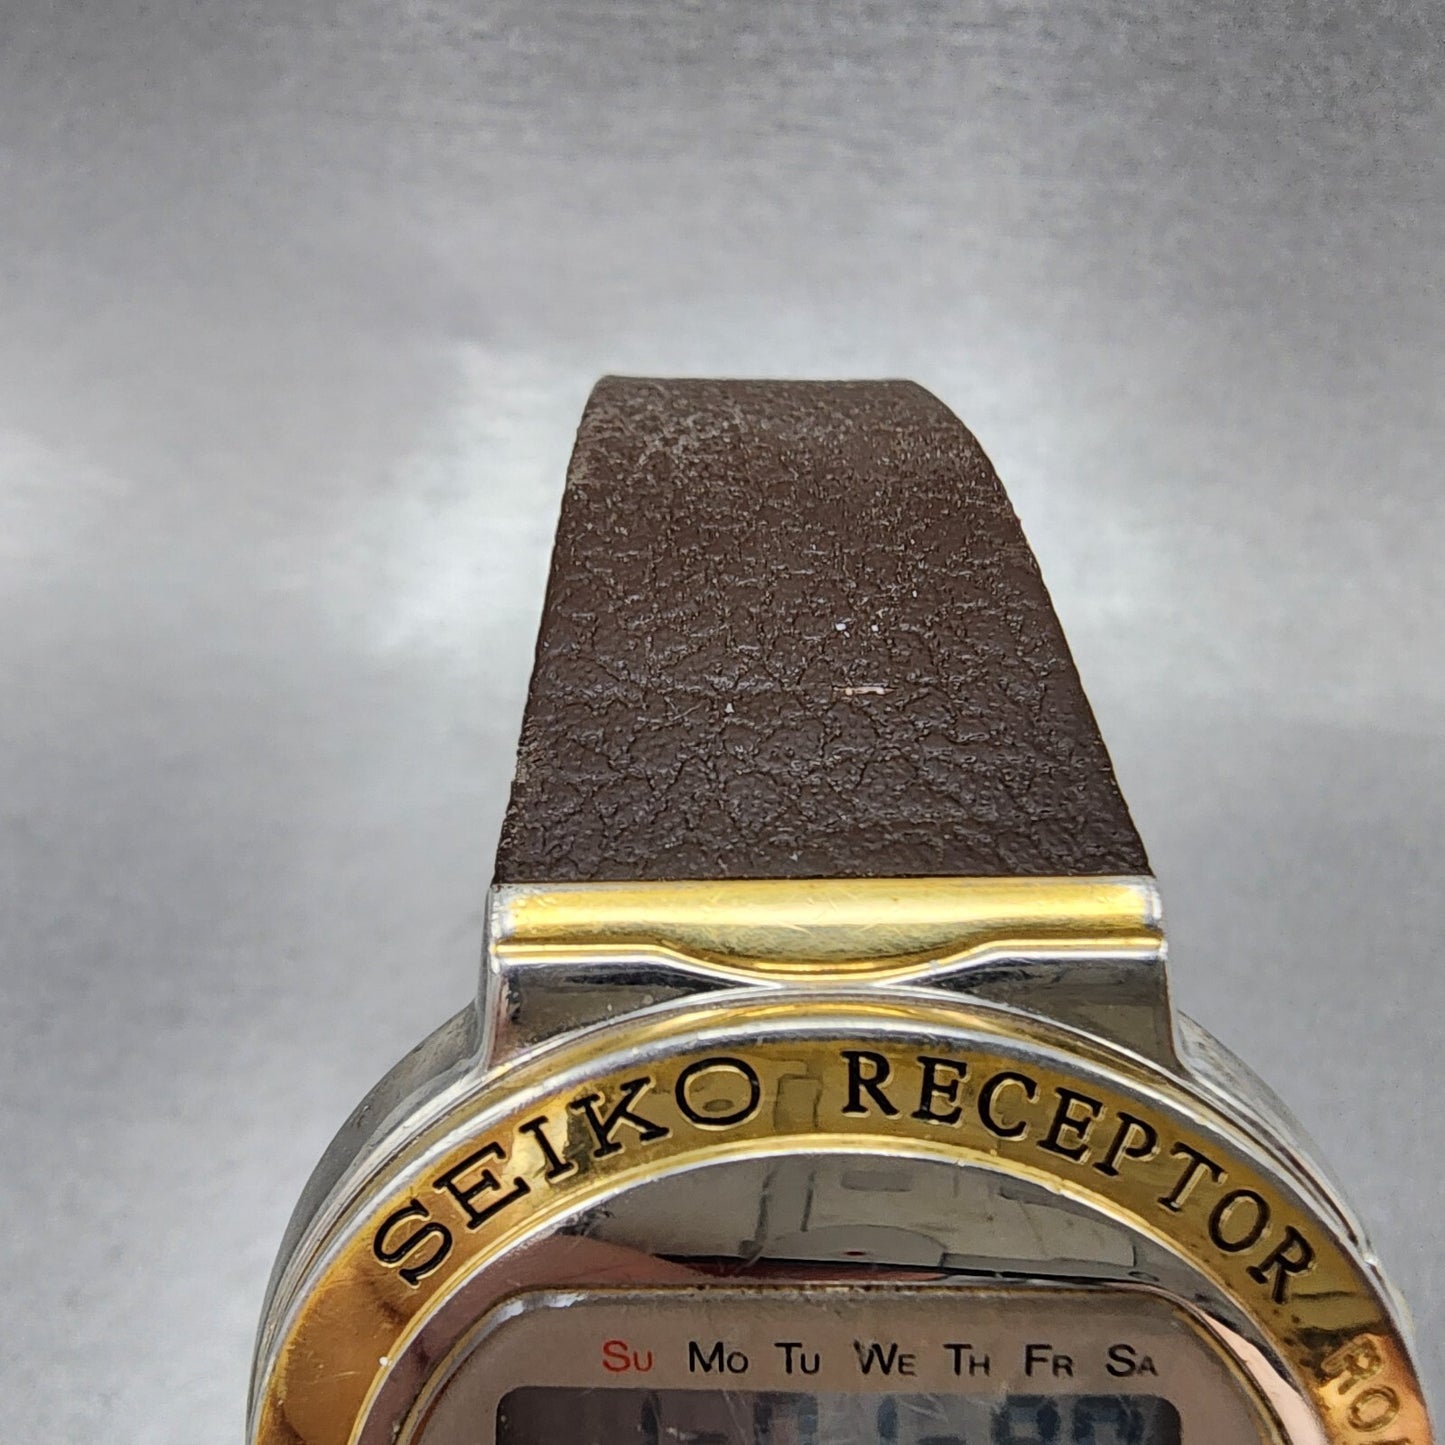 SEIKO RECEPTOR
SU MO TU WE TH FR SA